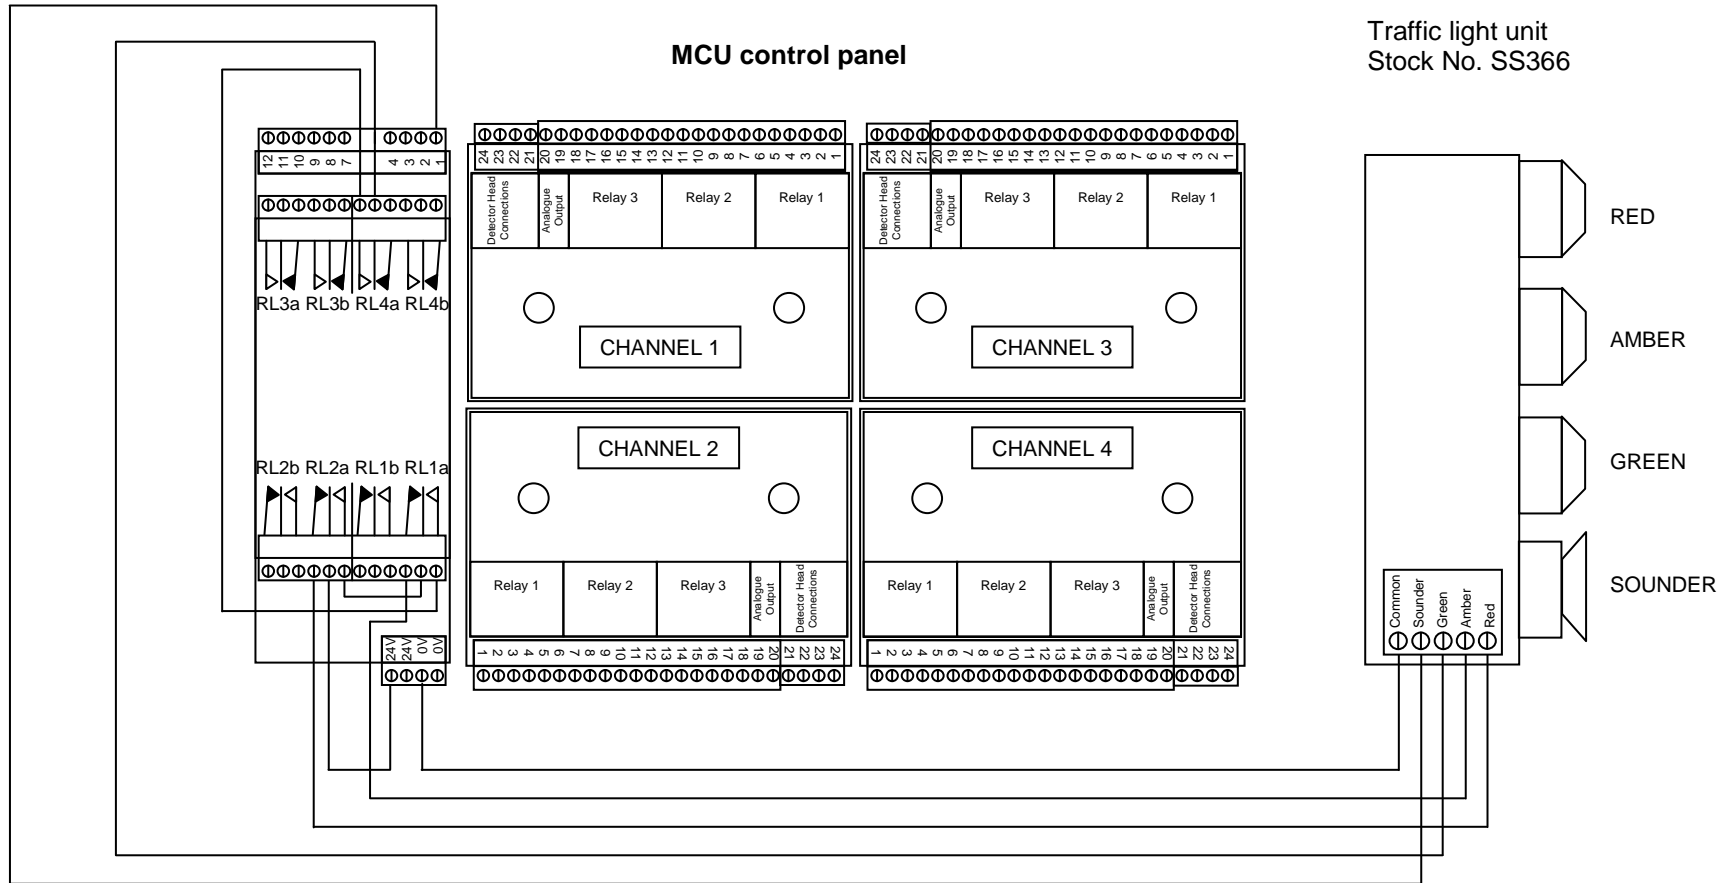 MCU control panel
Traffic light unit
Stock No. SS366
12 11 10 9 8 7 4 3 2 1
RL3a RL3b RL4a RL4b
RL2b RL2a RL1b RL1a
24V 24V 0V 0V
24 23 22 21 20 19 18 17 16 15 14 13 12 11 10 9 8 7 6 5 4 3 2 1
Detector Head
Connections
Analogue
Output
Relay 3
Relay 2
Relay 1
CHANNEL 1
24 23 22 21 20 19 18 17 16 15 14 13 12 11 10 9 8 7 6 5 4 3 2 1
Detector Head
Connections
Analogue
Output
Relay 3
Relay 2
Relay 1
CHANNEL 3
CHANNEL 2
Relay 1
Relay 2
Relay 3
Analogue
Output
Detector Head
Connections
1 2 3 4 5 6 7 8 9 10 11 12 13 14 15 16 17 18 19 20 21 22 23 24
CHANNEL 4
Relay 1
Relay 2
Relay 3
Analogue
Output
Detector Head
Connections
1 2 3 4 5 6 7 8 9 10 11 12 13 14 15 16 17 18 19 20 21 22 23 24
RED
AMBER
GREEN
SOUNDER
Common
Sounder
Green
Amber
Red